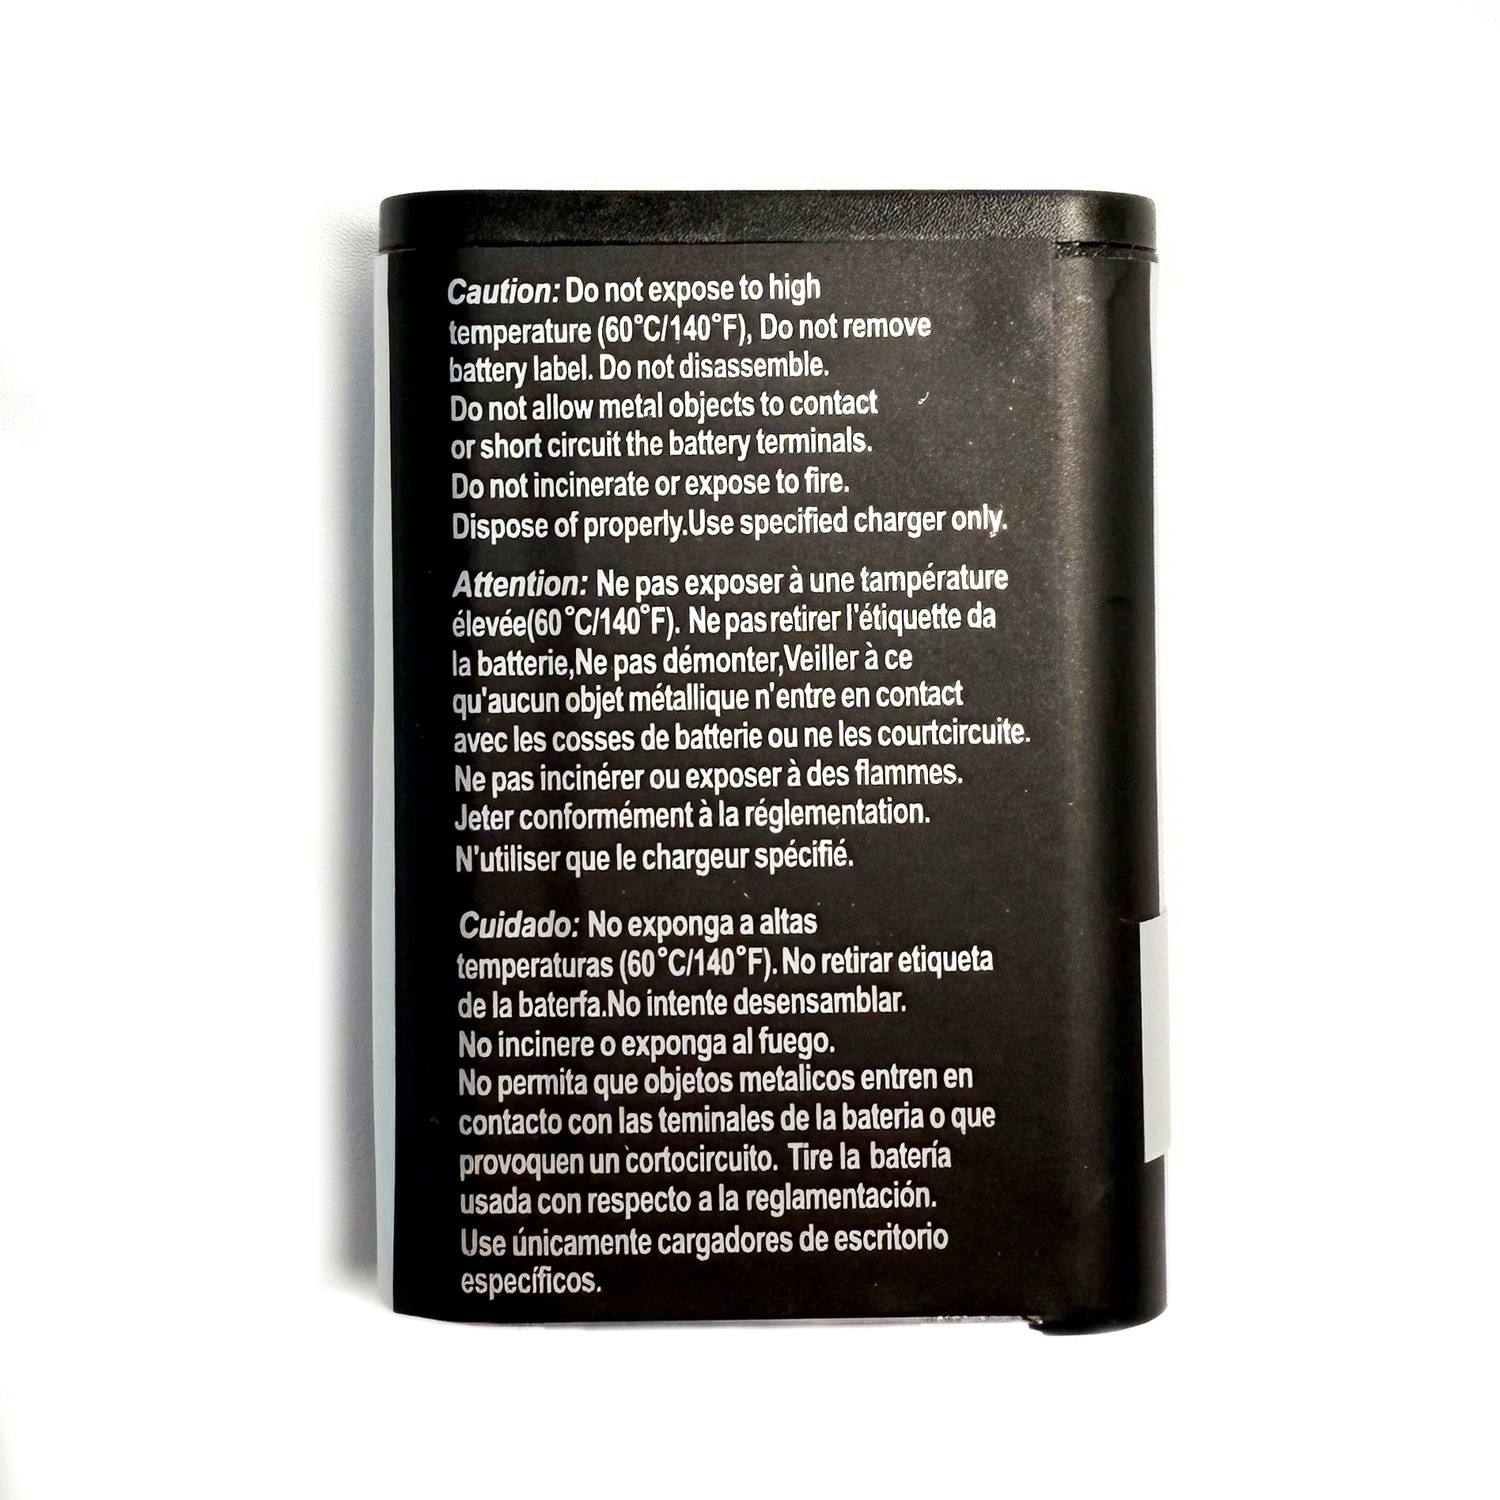 Caution: Do not expose to high
temperature (60°C/140°F), Do not remove
battery label. Do not disassemble.
Do not allow metal objects to contact
or short circuit the battery terminals.
Do not incinerate or expose to fire.
Dispose of properly.Use specified charger only.
Attention: Ne pas exposer à une tampérature
élevée(60°C/140°F). Ne pas retirer l'étiquette da
la batterie,Ne pas démonter,Veiller à ce
qu'aucun objet métallique n'entre en contact
avec les cosses de batterie ou ne les courtcircuite.
Ne pas incinérer ou exposer à des flammes.
Jeter conformément à la réglementation.
N'utiliser que le chargeur spécifié.
Cuidado: No exponga a altas
temperaturas (60°C/140°F). No retirar etiqueta
de la baterfa.No intente desensamblar.
No incinere o exponga al fuego.
No permita que objetos metalicos entren en
contacto con las teminales de la bateria o que
provoquen un cortocircuito. Tire la batería
usada con respecto a la reglamentación.
Use únicamente cargadores de escritorio
específicos.